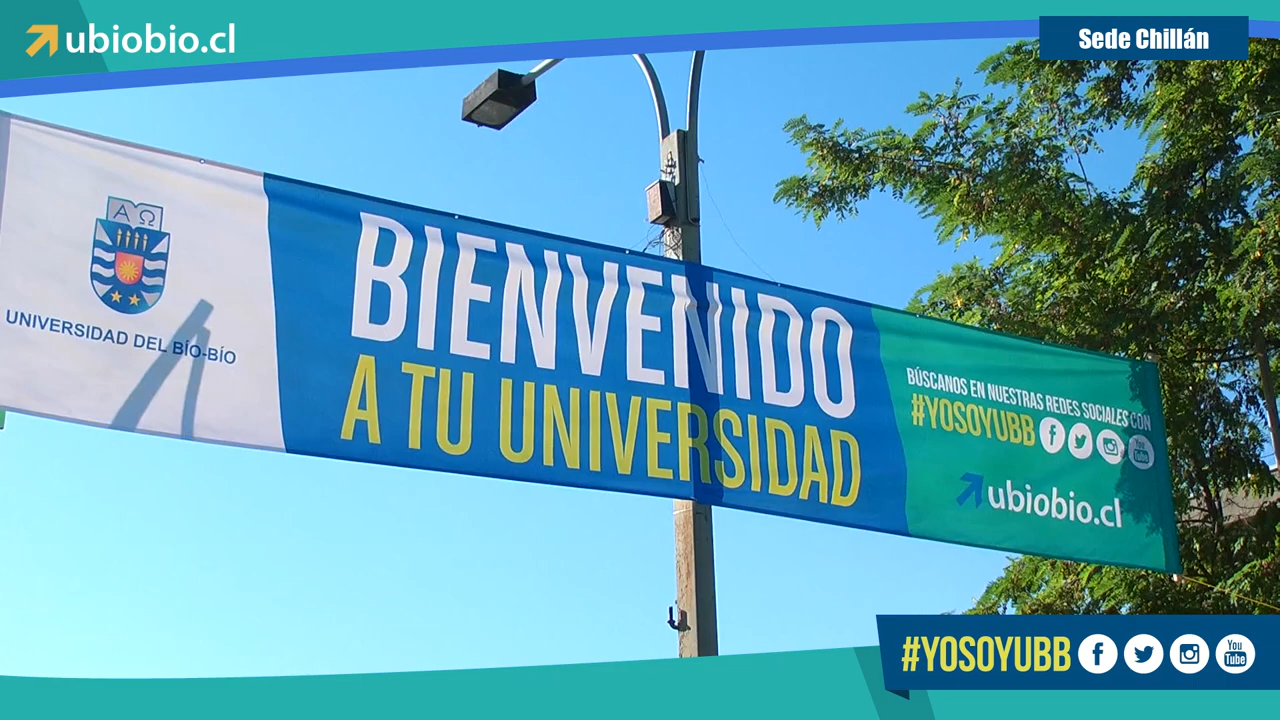 ubiobio.cl
Sede Chillán
ΑΩ
UNIVERSIDAD DEL BÍO-BÍO
BIENVENIDO
A TU UNIVERSIDAD
BÚSCANOS EN NUESTRAS REDES SOCIALES CON
#YOSOYUBB
You Tube
ubiobio.cl
#YOSOYUBB
You Tube